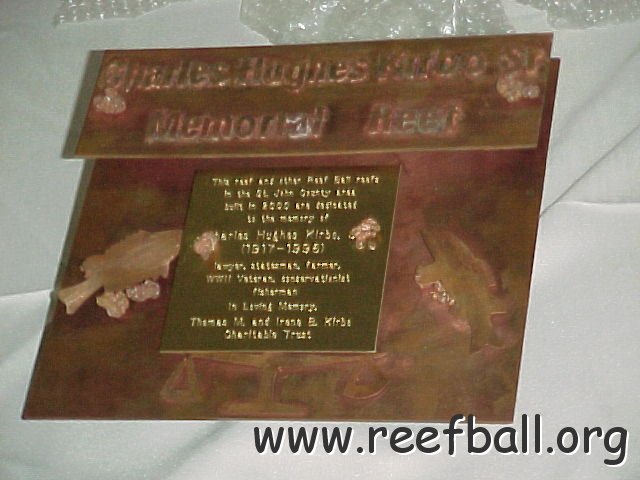 Charles Hughes Kirbo Sr.
Memorial Reef
This reef and other Reef Ball reefs
in the St. John County area
built in 2000 are dedicated
to the memory of
Charles Hughes Kirbo,
(1917-1996)
lawyer, statesman, farmer,
WWII Veteran, conservationist
fisherman
In Loving Memory,
Thomas M. and Irene B. Kirbo
Charitable Trust
www.reefball.org